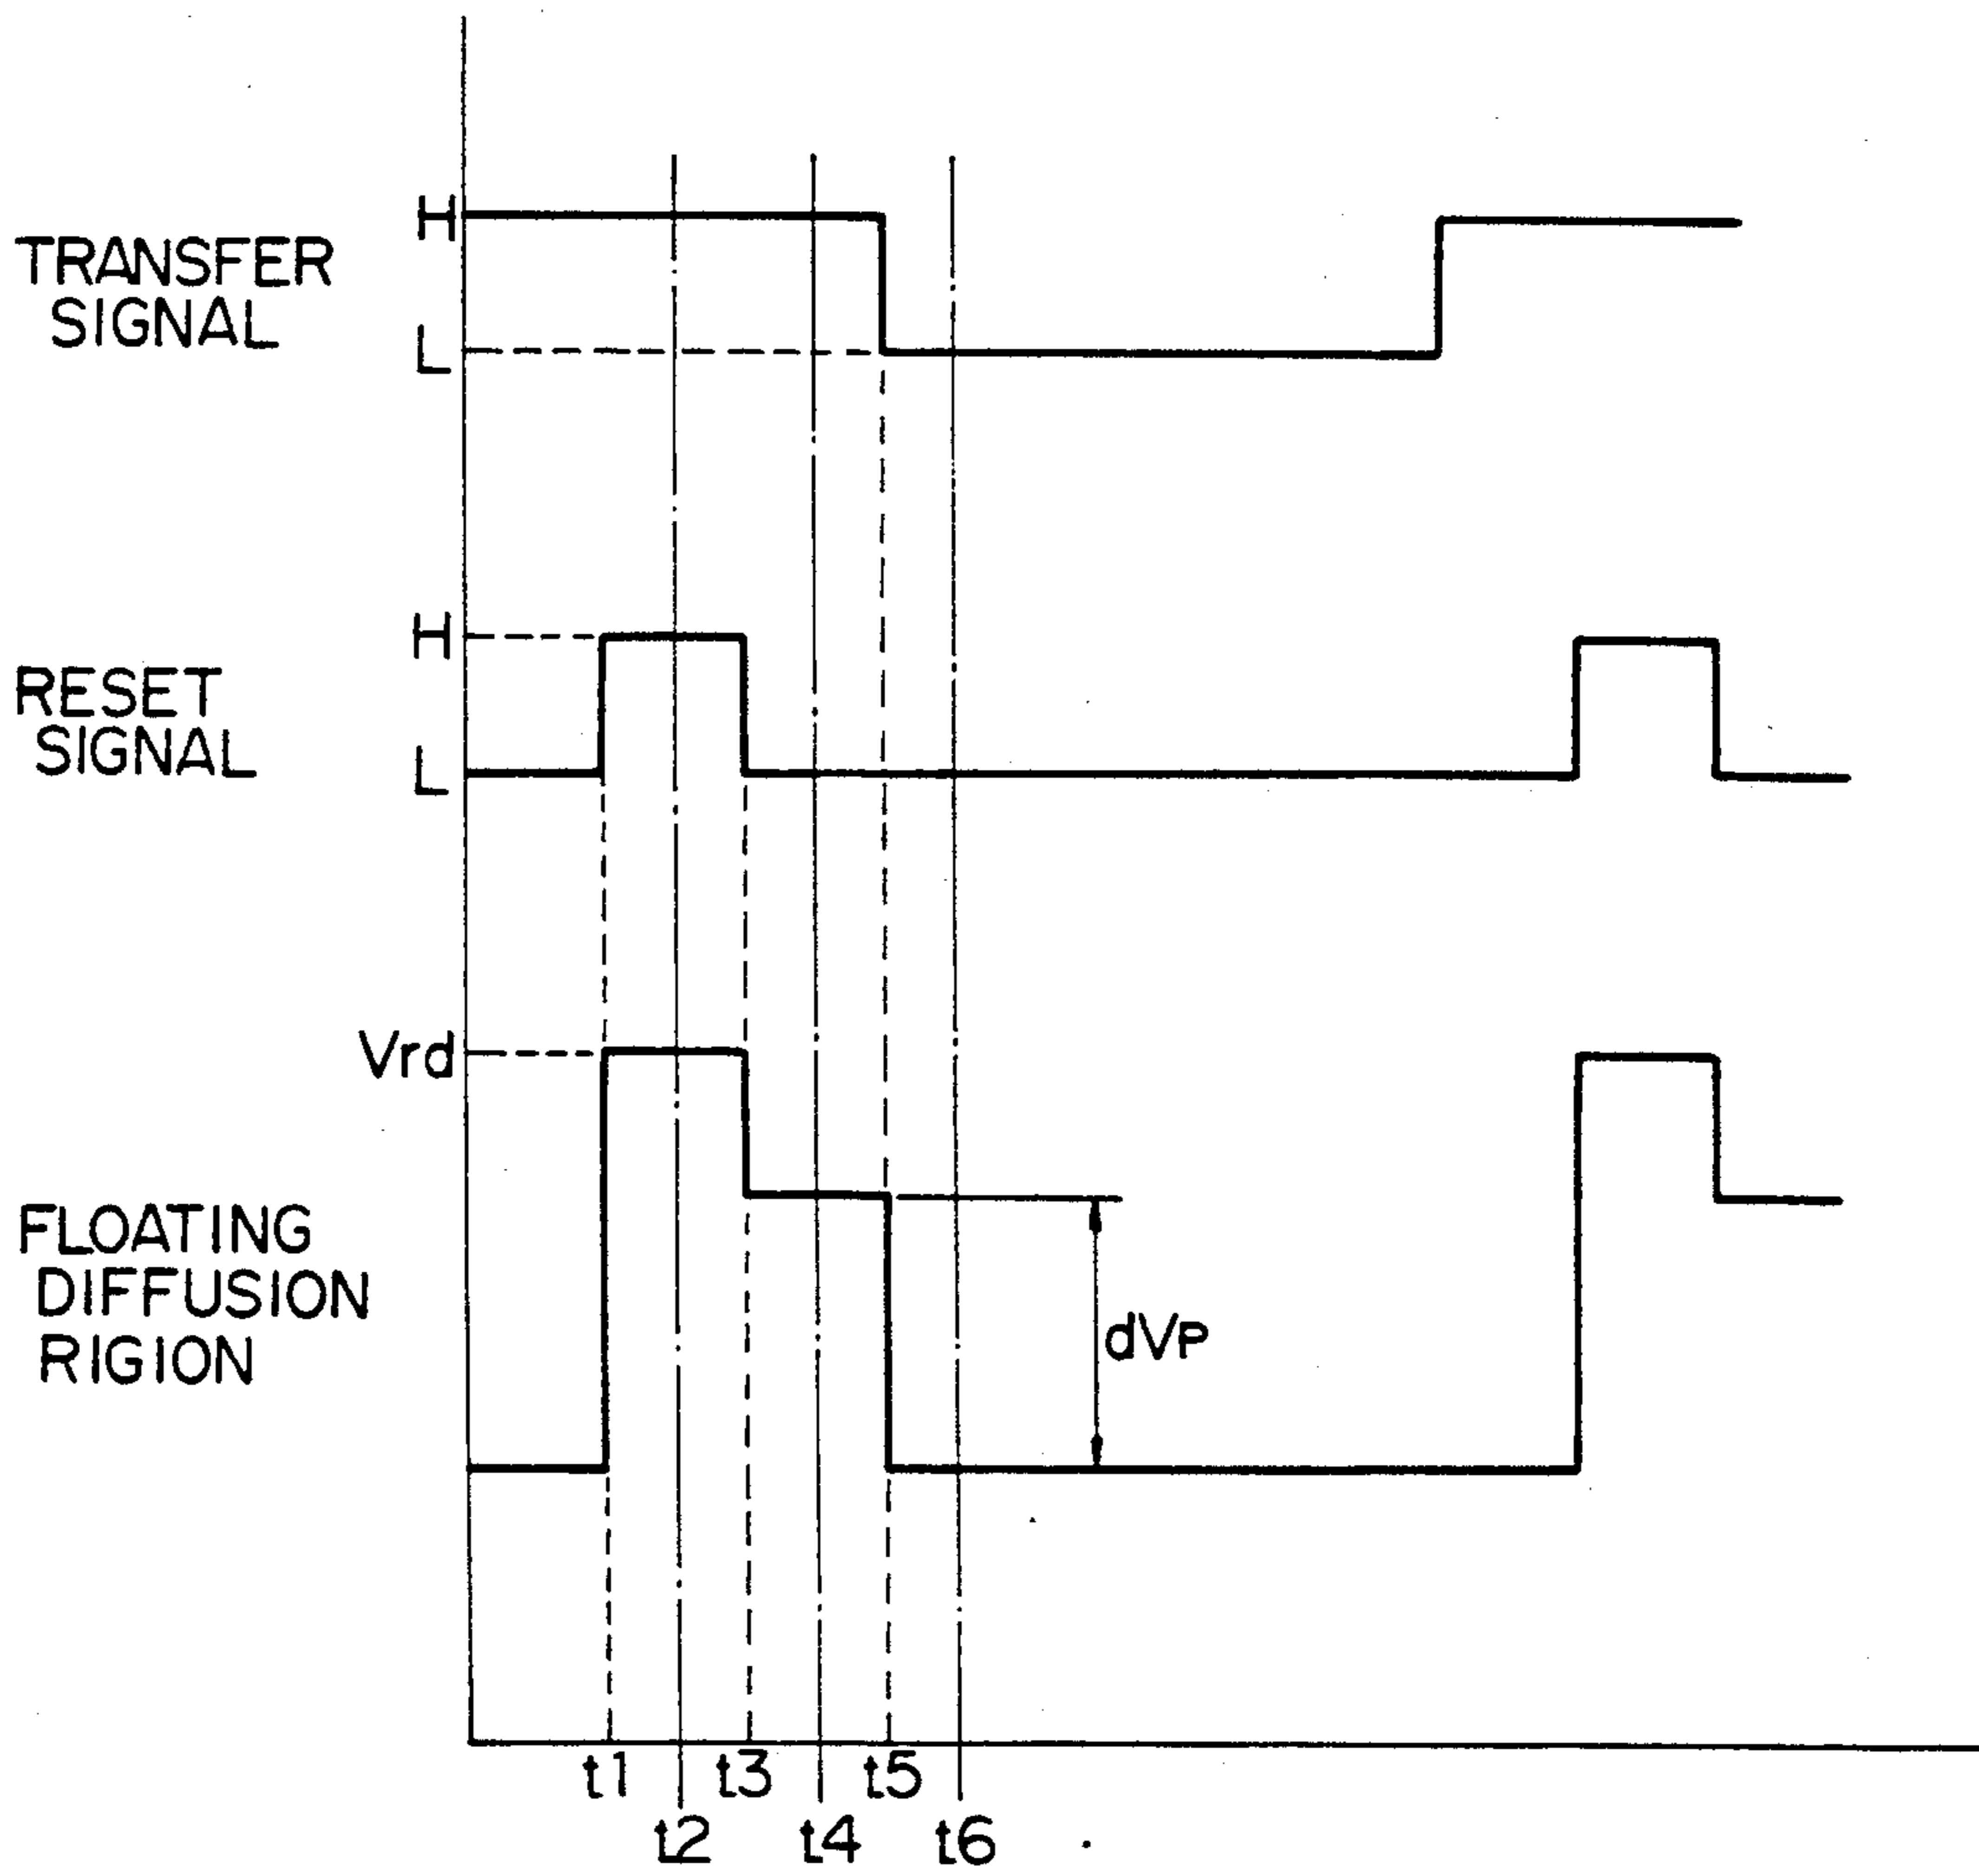 H
TRANSFER
SIGNAL
L
H
RESET
SIGNAL
L
Vrd
FLOATING
DIFFUSION
RIGION
dVP
t1 t3 t5
t2 t4 t6